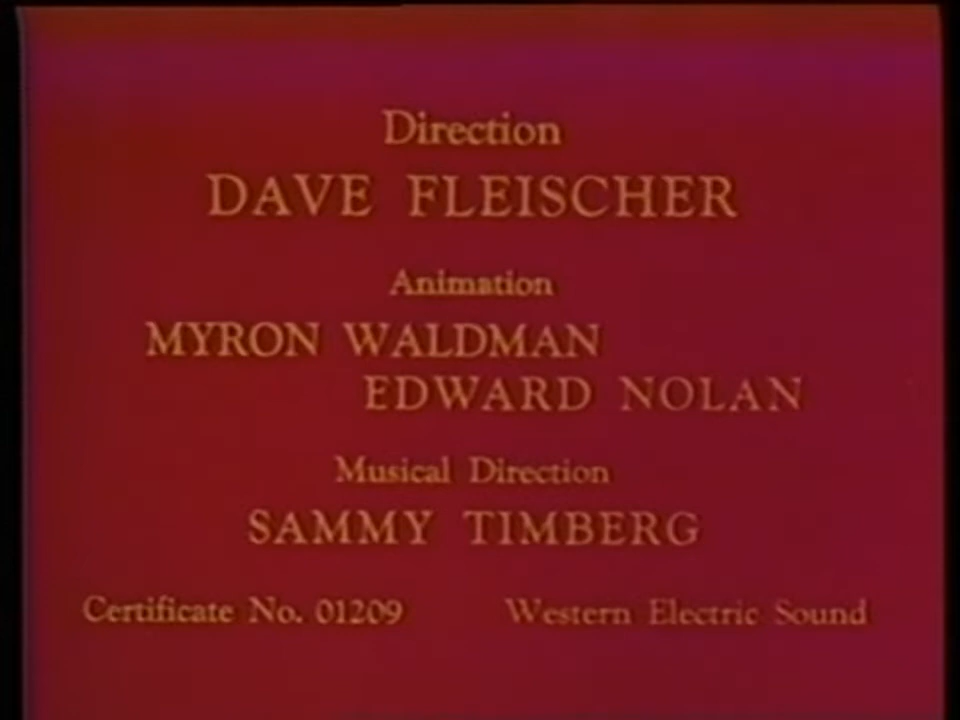 Direction
DAVE FLEISCHER
Animation
MYRON WALDMAN
EDWARD NOLAN
Musical Direction
SAMMY TIMBERG
Certificate No. 01209 Western Electric Sound